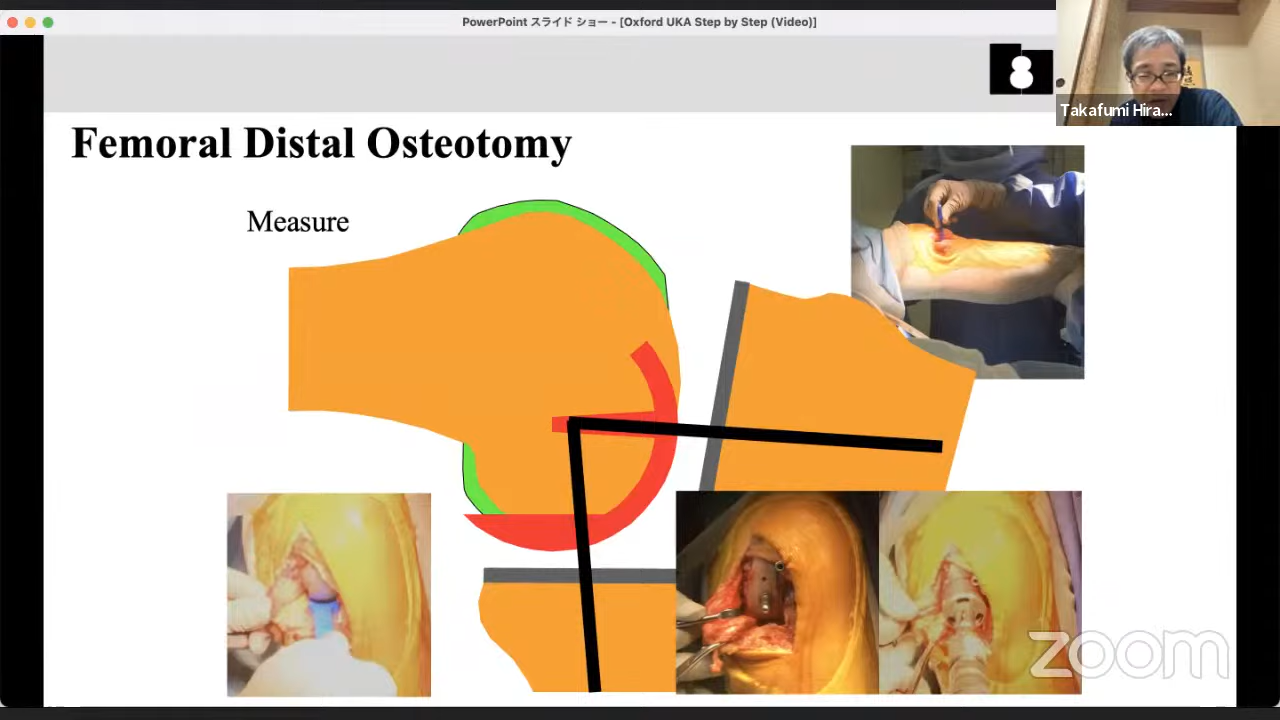 PowerPoint スライド ショー - [Oxford UKA Step by Step (Video)]
Takafumi Hira...
Femoral Distal Osteotomy
Measure
zoom